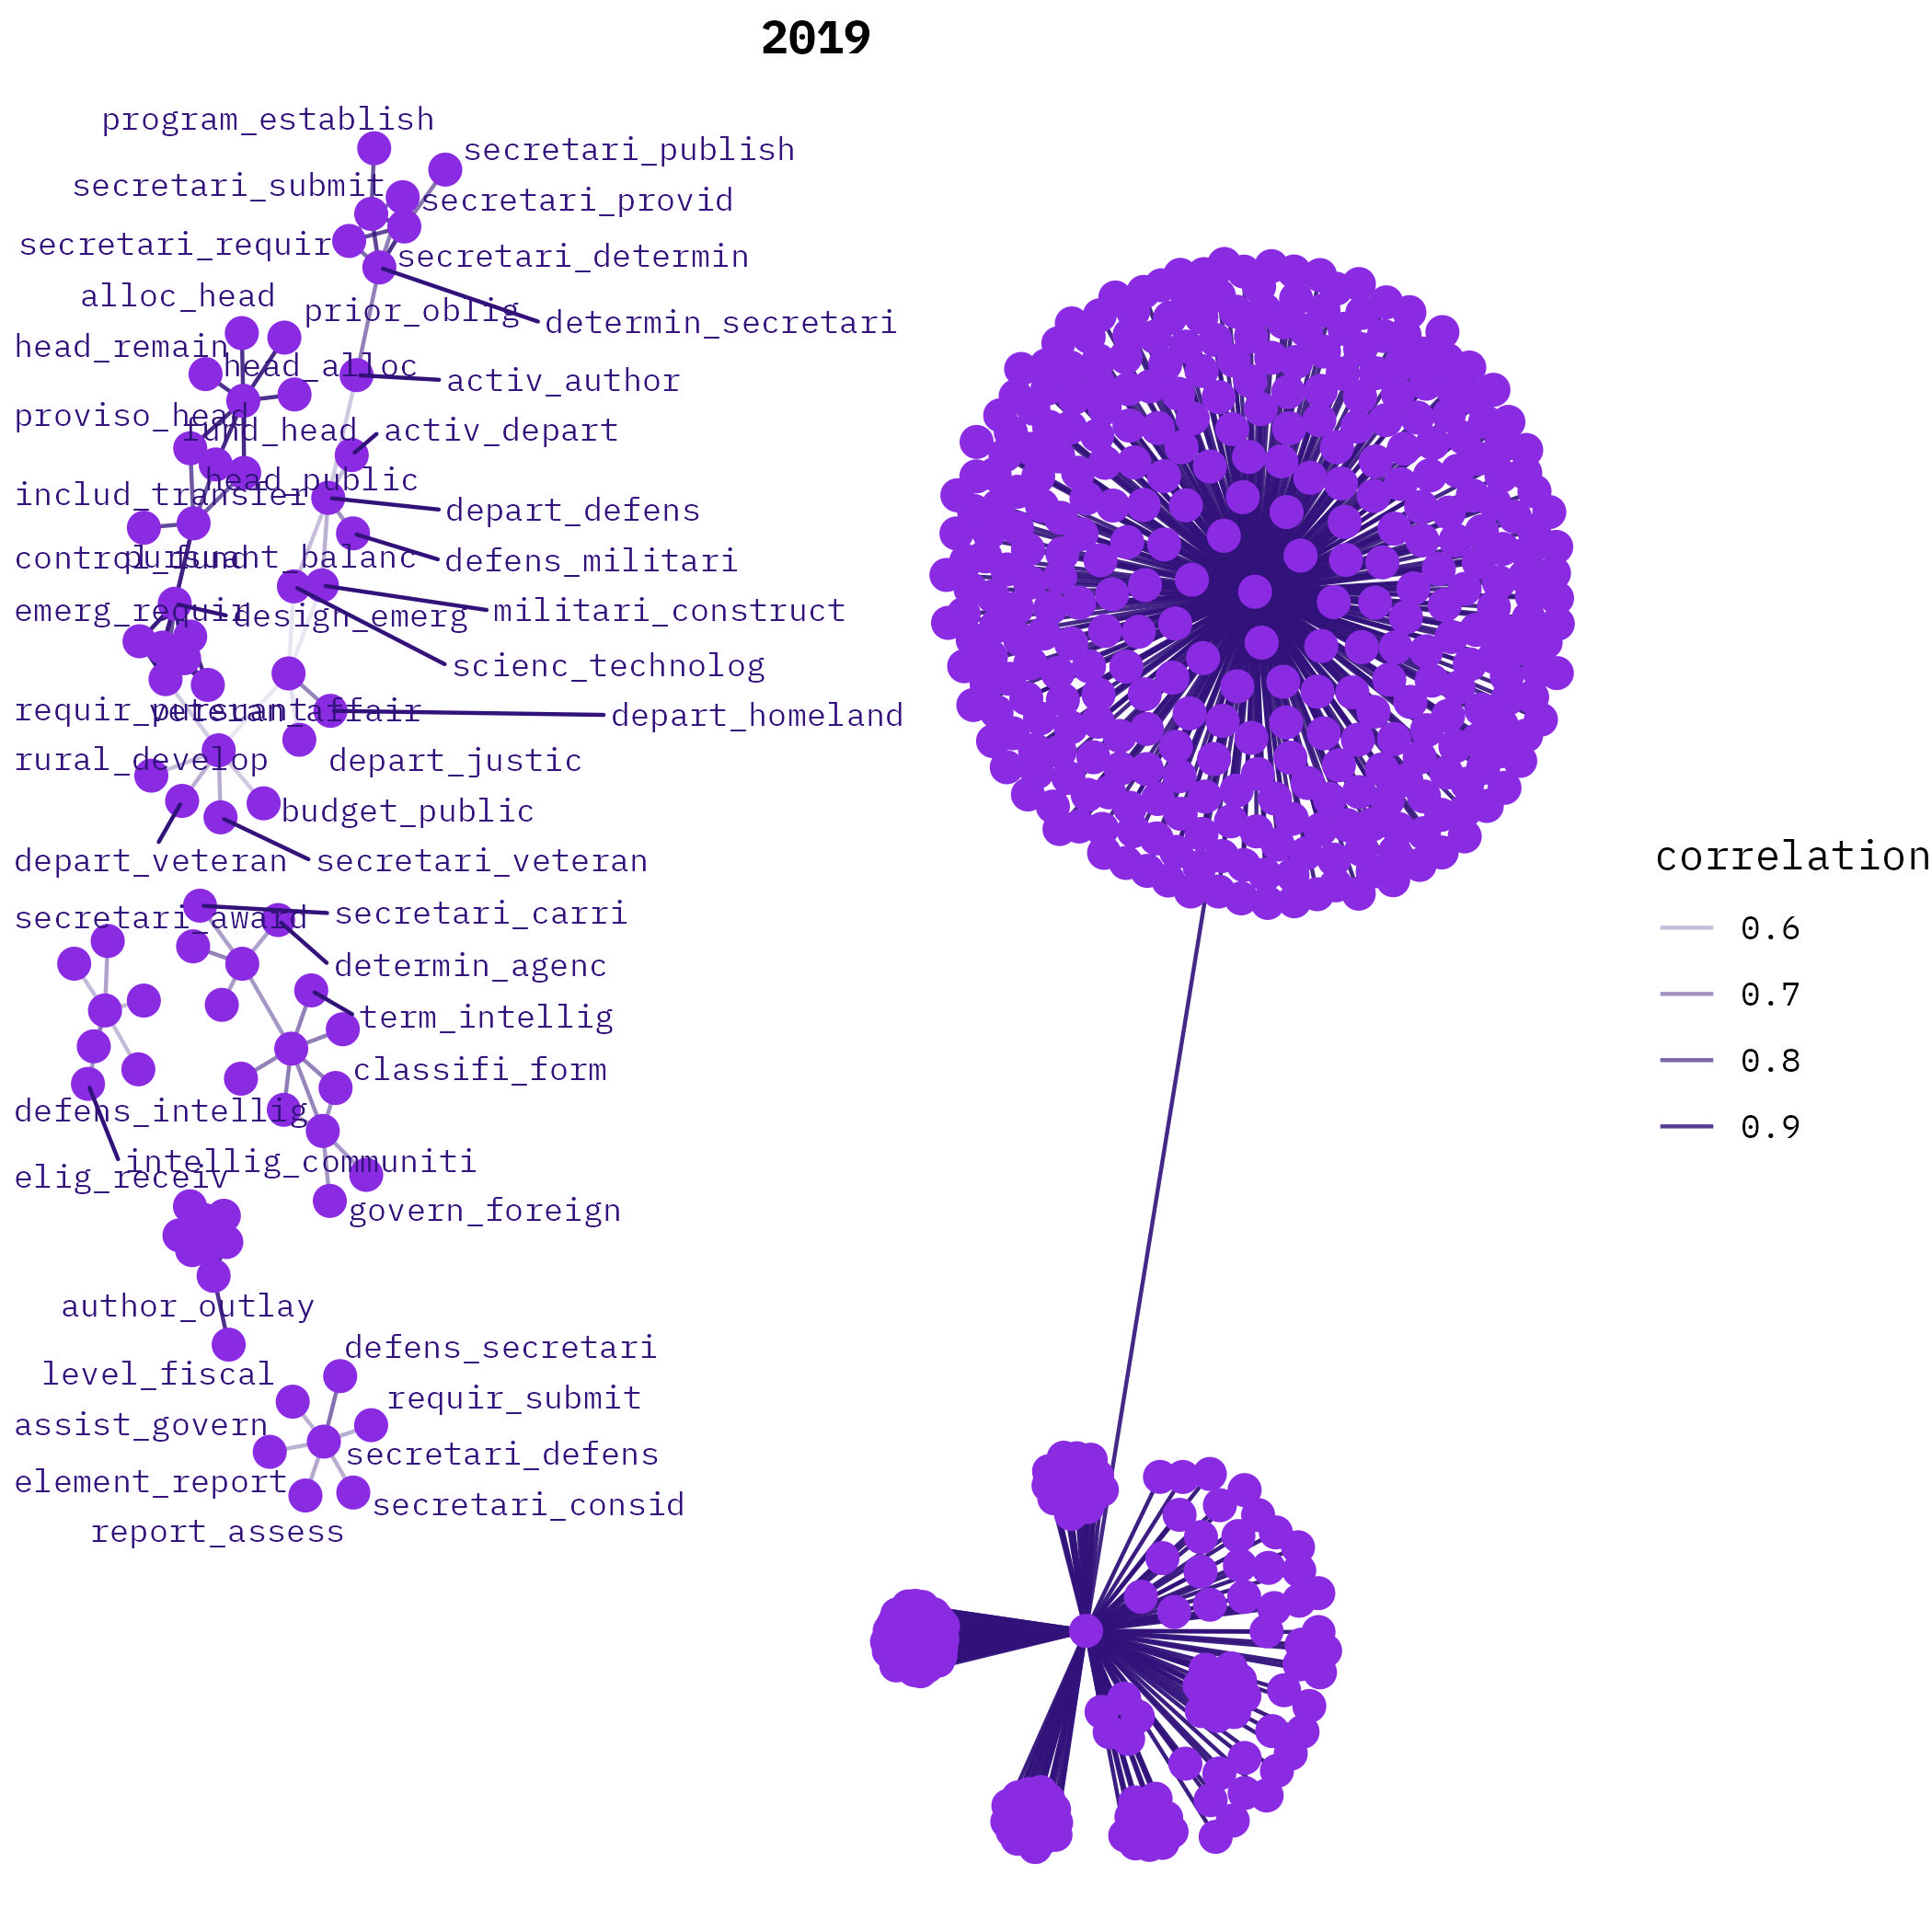 2019
program_establish
secretari_publish
secretari_submit
secretari_provid
secretari_requir
secretari_determin
alloc_head
prior_oblig
determin_secretari
head_remain
head_alloc
activ_author
proviso_head
fund_head
activ_depart
head_public
includ_transfer
depart_defens
control_fund
pursuant_balanc
defens_militari
emerg_requir
design_emerg
militari_construct
scienc_technolog
requir_pursuant
veteran_affair
depart_homeland
rural_develop
depart_justic
budget_public
depart_veteran
secretari_veteran
correlation
secretari_award
secretari_carri
0.6
determin_agenc
0.7
term_intellig
classifi_form
0.8
defens_intellig
0.9
intellig_communiti
elig_receiv
govern_foreign
author_outlay
defens_secretari
level_fiscal
requir_submit
assist_govern
secretari_defens
element_report
secretari_consid
report_assess